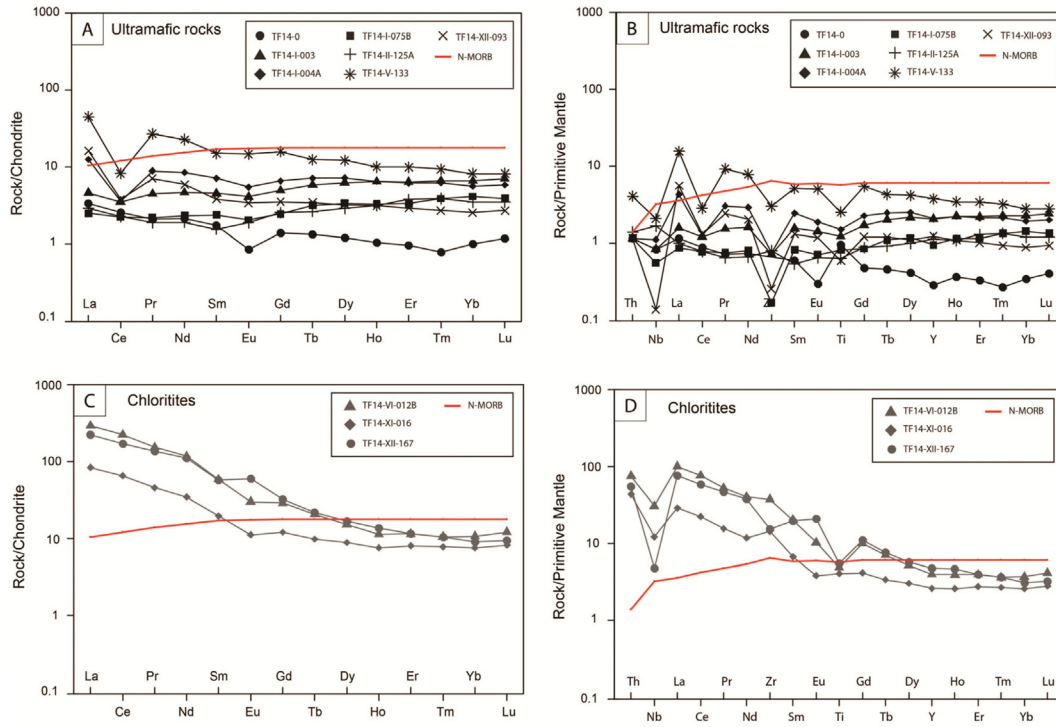 A Ultramafic rocks
TF14-0 TF14-I-075B TF14-XII-093
TF14-I-003 TF14-II-125A N-MORB
TF14-I-004A TF14-V-133
Rock/Chondrite
1000
100
10
1
0.1
La Pr Sm Gd Dy Er Yb
Ce Nd Eu Tb Ho Tm Lu
B Ultramafic rocks
TF14-0 TF14-I-075B TF14-XII-093
TF14-I-003 TF14-II-125A N-MORB
TF14-I-004A TF14-V-133
Rock/Primitive Mantle
1000
100
10
1
0.1
Th La Pr Zr Eu Gd Dy Ho Tm Lu
Nb Ce Nd Sm Ti Tb Y Er Yb
C Chloritites
TF14-VI-012B N-MORB
TF14-XI-016
TF14-XII-167
Rock/Chondrite
1000
100
10
1
0.1
La Pr Sm Gd Dy Er Yb
Ce Nd Eu Tb Ho Tm Lu
D Chloritites
TF14-VI-012B N-MORB
TF14-XI-016
TF14-XII-167
Rock/Primitive Mantle
1000
100
10
1
0.1
Th La Pr Zr Eu Gd Dy Ho Tm Lu
Nb Ce Nd Sm Ti Tb Y Er Yb